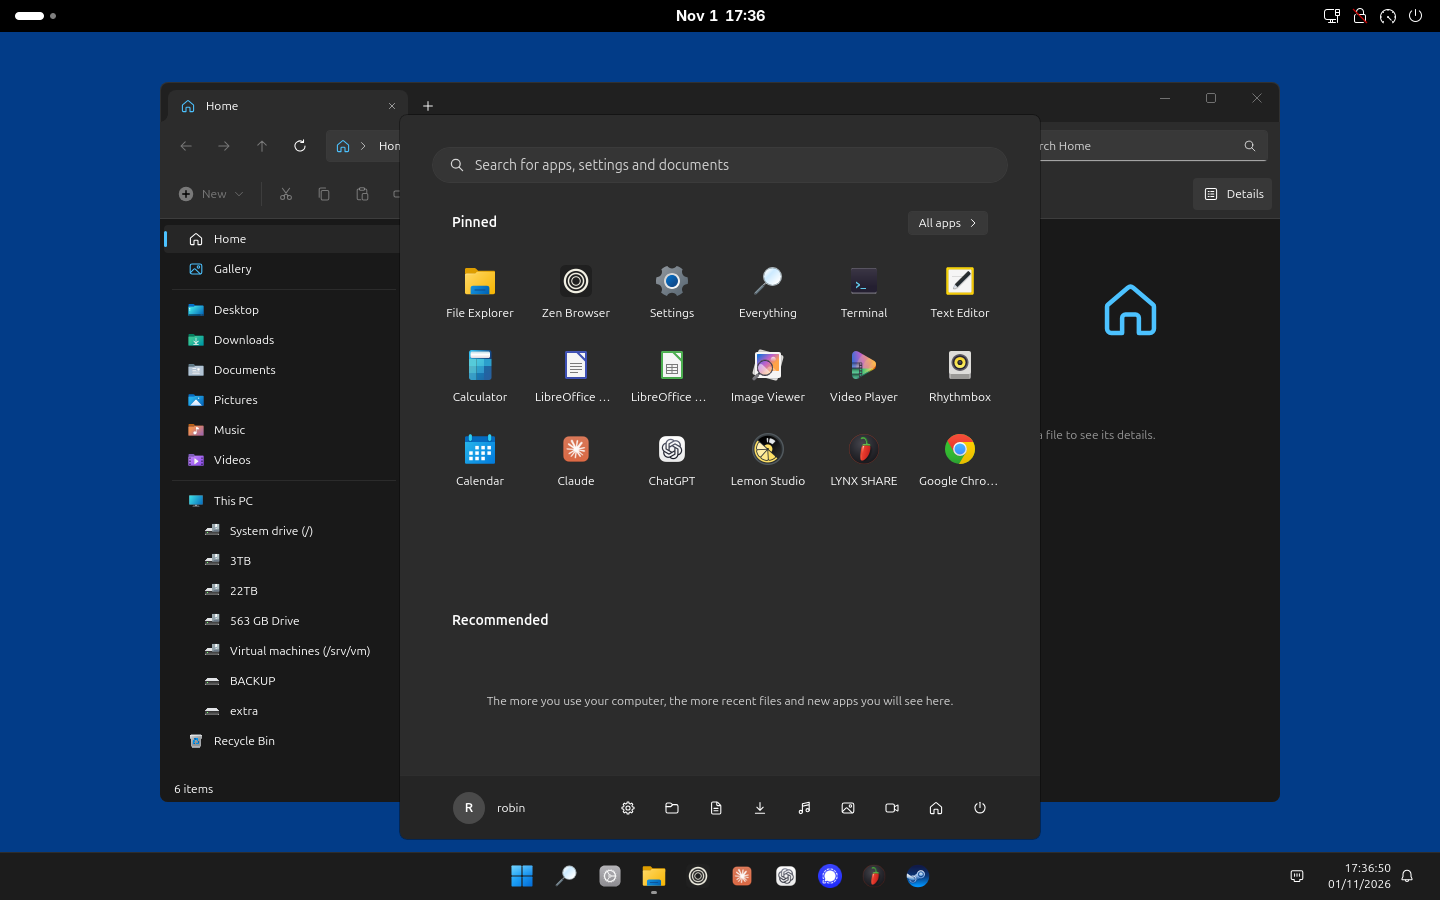 Nov 1 17:36
Home
Hom
rch Home
New
Details
Home
Gallery
Desktop
Downloads
Documents
Pictures
Music
Videos
This PC
System drive (/)
3TB
22TB
563 GB Drive
Virtual machines (/srv/vm)
BACKUP
extra
Recycle Bin
6 items
Search for apps, settings and documents
Pinned
All apps
File Explorer
Zen Browser
Settings
Everything
Terminal
Text Editor
Calculator
LibreOffice ...
LibreOffice ...
Image Viewer
Video Player
Rhythmbox
Calendar
Claude
ChatGPT
Lemon Studio
LYNX SHARE
Google Chro...
Recommended
The more you use your computer, the more recent files and new apps you will see here.
R
robin
a file to see its details.
17:36:50
01/11/2026